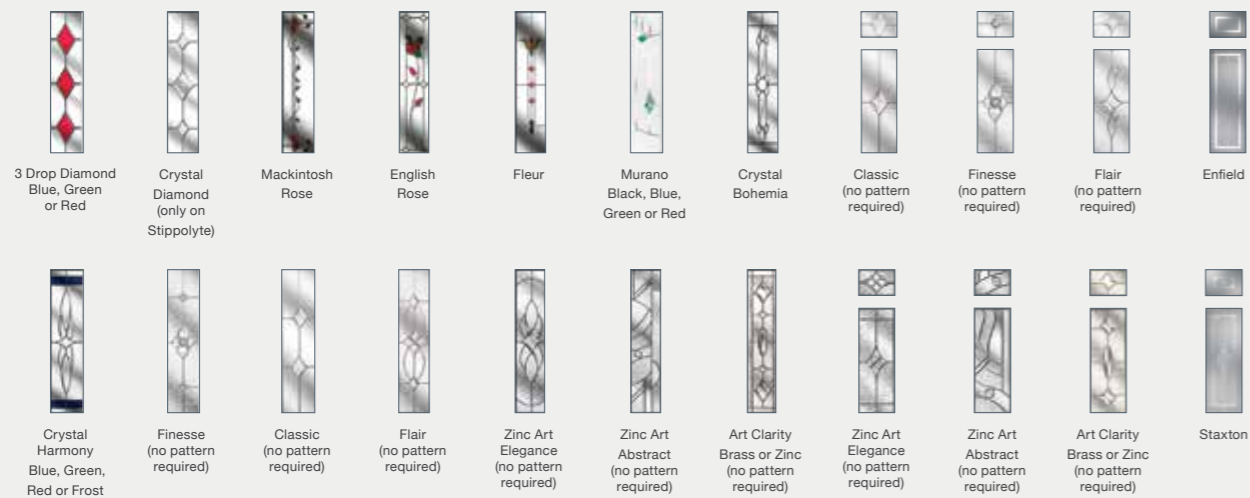 3 Drop Diamond
Blue, Green
or Red
Crystal
Diamond
(only on
Stippolyte)
Mackintosh
Rose
English
Rose
Fleur
Murano
Black, Blue,
Green or Red
Crystal
Bohemia
Classic
(no pattern
required)
Finesse
(no pattern
required)
Flair
(no pattern
required)
Enfield
Crystal
Harmony
Blue, Green,
Red or Frost
Finesse
(no pattern
required)
Classic
(no pattern
required)
Flair
(no pattern
required)
Zinc Art
Elegance
(no pattern
required)
Zinc Art
Abstract
(no pattern
required)
Art Clarity
Brass or Zinc
(no pattern
required)
Zinc Art
Elegance
(no pattern
required)
Zinc Art
Abstract
(no pattern
required)
Art Clarity
Brass or Zinc
(no pattern
required)
Staxton